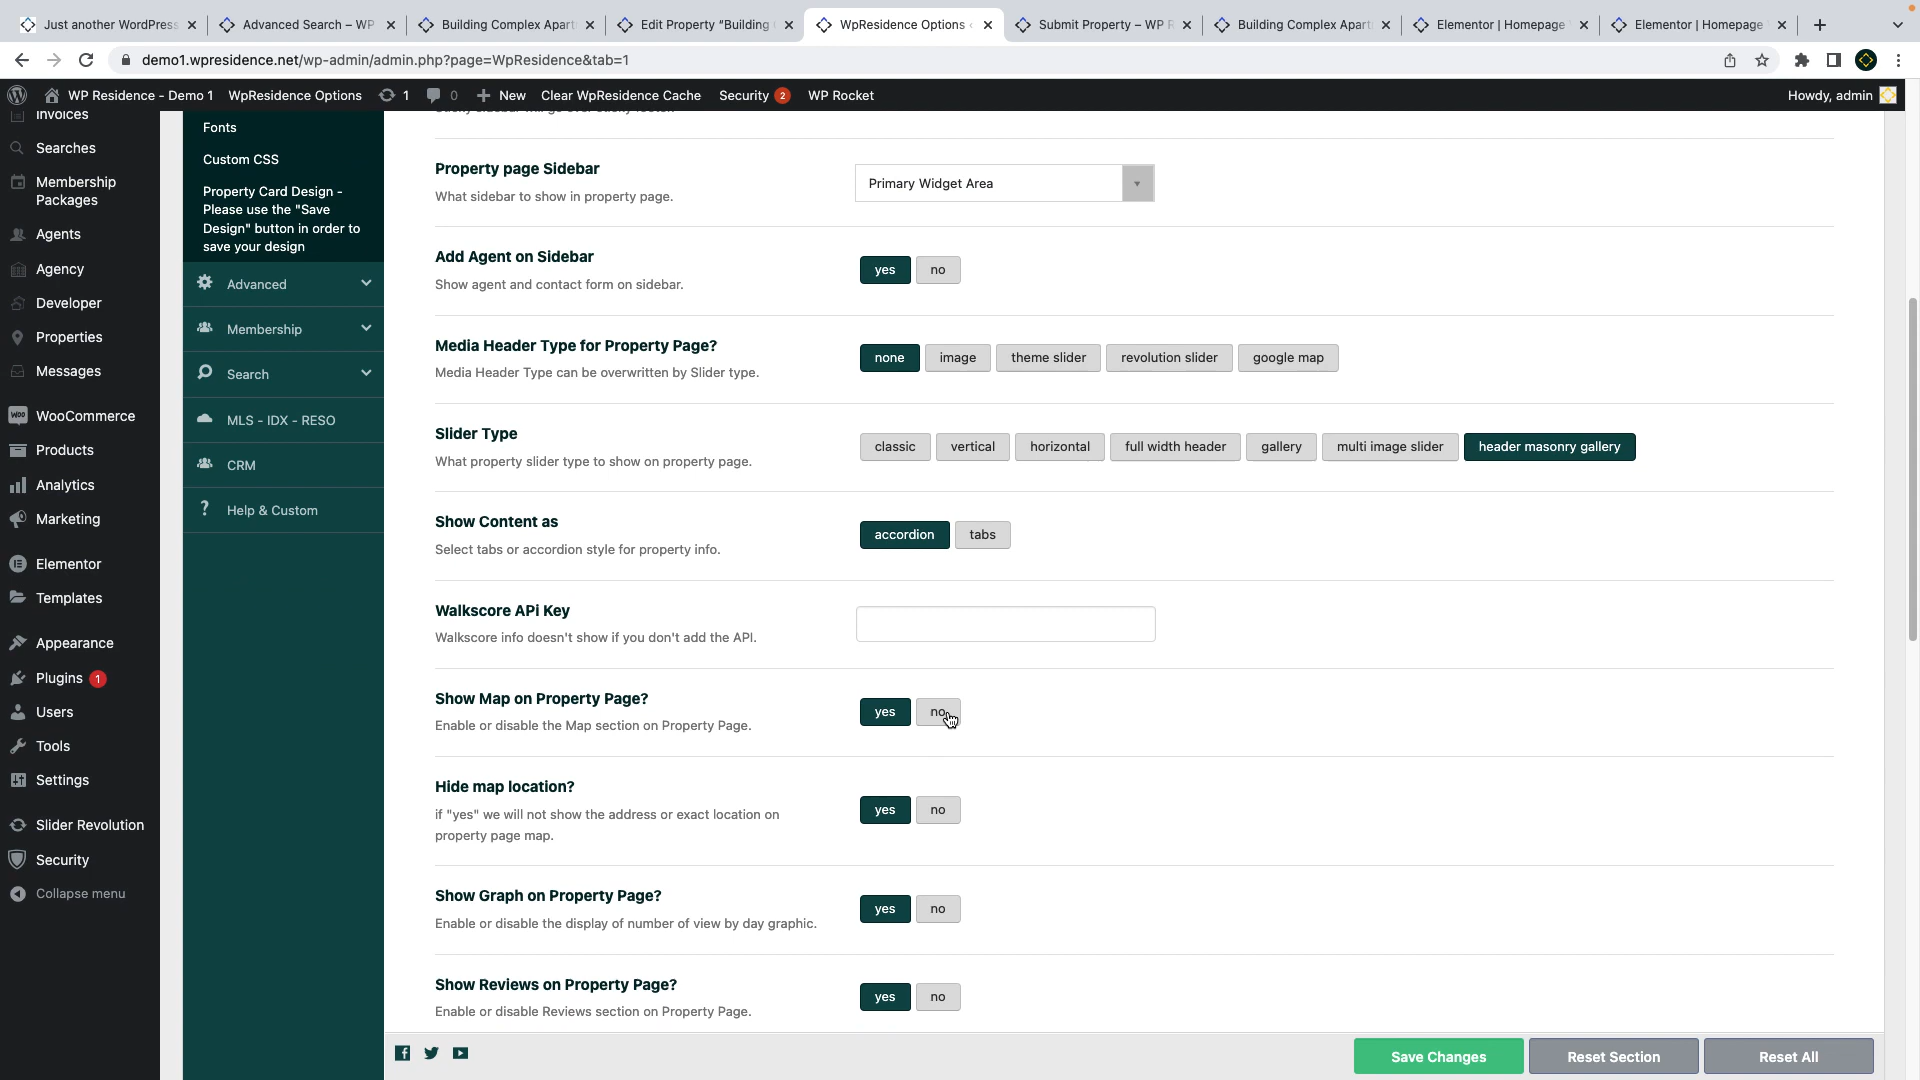 Just another WordPress
Advanced Search – WP
Building Complex Apart
Edit Property “Building
WpResidence Options ‹
Submit Property – WP R
Building Complex Apart
Elementor | Homepage
Elementor | Homepage
demo1.wpresidence.net/wp-admin/admin.php?page=WpResidence&tab=1
WP Residence - Demo 1 WpResidence Options 1 0 New Clear WpResidence Cache Security 2 WP Rocket Howdy, admin
Invoices
Searches
Membership
Packages
Agents
Agency
Developer
Properties
Messages
WooCommerce
Products
Analytics
Marketing
Elementor
Templates
Appearance
Plugins 1
Users
Tools
Settings
Slider Revolution
Security
Collapse menu
Fonts
Custom CSS
Property Card Design -
Please use the "Save
Design" button in order to
save your design
Advanced
Membership
Search
MLS - IDX - RESO
CRM
Help & Custom
Property page Sidebar
What sidebar to show in property page.
Primary Widget Area
Add Agent on Sidebar
Show agent and contact form on sidebar.
yes no
Media Header Type for Property Page?
Media Header Type can be overwritten by Slider type.
none image theme slider revolution slider google map
Slider Type
What property slider type to show on property page.
classic vertical horizontal full width header gallery multi image slider header masonry gallery
Show Content as
Select tabs or accordion style for property info.
accordion tabs
Walkscore APi Key
Walkscore info doesn't show if you don't add the API.
Show Map on Property Page?
Enable or disable the Map section on Property Page.
yes no
Hide map location?
if "yes" we will not show the address or exact location on
property page map.
yes no
Show Graph on Property Page?
Enable or disable the display of number of view by day graphic.
yes no
Show Reviews on Property Page?
Enable or disable Reviews section on Property Page.
yes no
Save Changes Reset Section Reset All